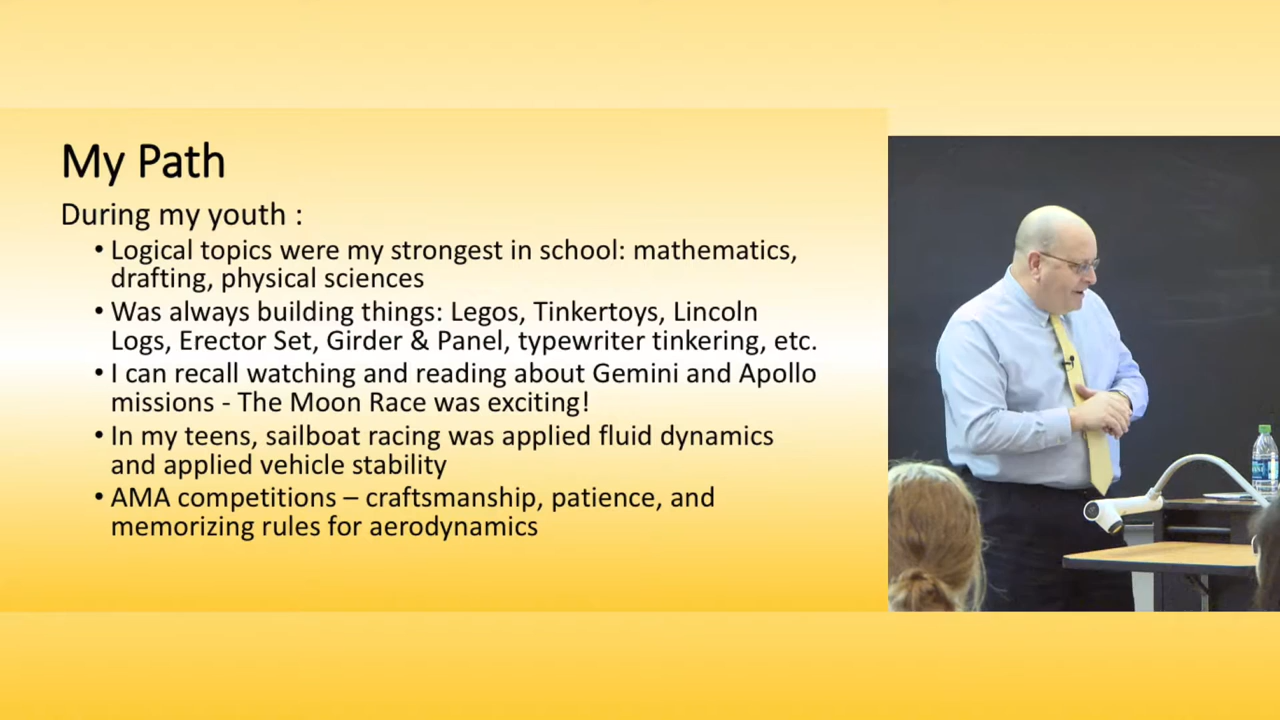 My Path
During my youth :
• Logical topics were my strongest in school: mathematics,
drafting, physical sciences
• Was always building things: Legos, Tinkertoys, Lincoln
Logs, Erector Set, Girder & Panel, typewriter tinkering, etc.
• I can recall watching and reading about Gemini and Apollo
missions - The Moon Race was exciting!
• In my teens, sailboat racing was applied fluid dynamics
and applied vehicle stability
• AMA competitions – craftsmanship, patience, and
memorizing rules for aerodynamics